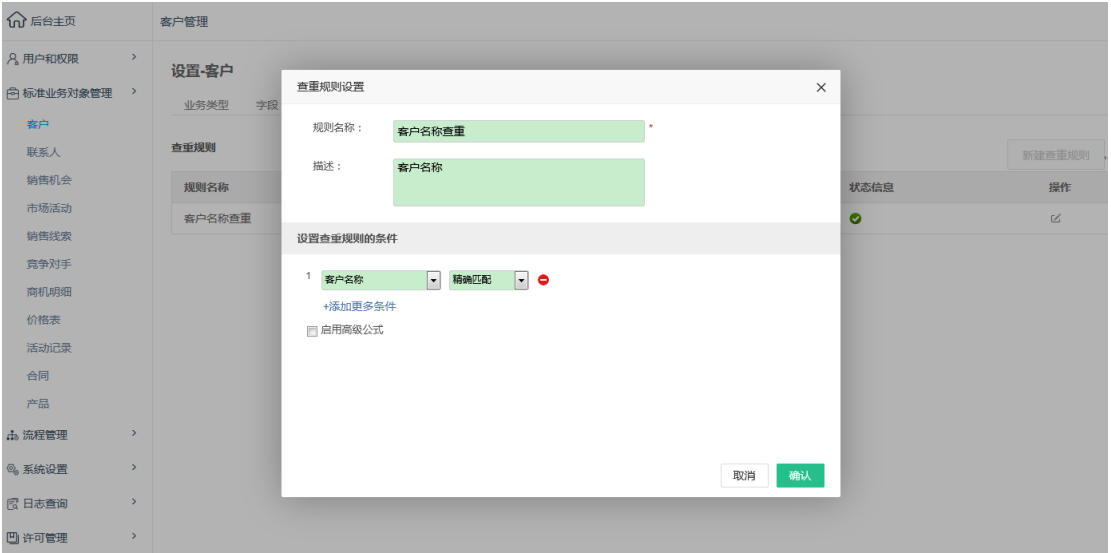 后台主页
客户管理
用户和权限
标准业务对象管理
客户
联系人
销售机会
市场活动
销售线索
竞争对手
商机明细
价格表
活动记录
合同
产品
流程管理
系统设置
日志查询
许可管理
设置-客户
业务类型 字段
查重规则
新建查重规则
规则名称 状态信息 操作
客户名称查重
查重规则设置
规则名称： 客户名称查重 *
描述： 客户名称
设置查重规则的条件
1 客户名称 精确匹配
+添加更多条件
启用高级公式
取消 确认